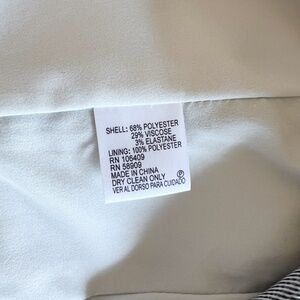 SHELL: 68% POLYESTER
29% VISCOSE
3% ELASTANE
LINING: 100% POLYESTER
RN 106409
RN 58909
MADE IN CHINA
DRY CLEAN ONLY P
VER AL DORSO PARA CUIDADO